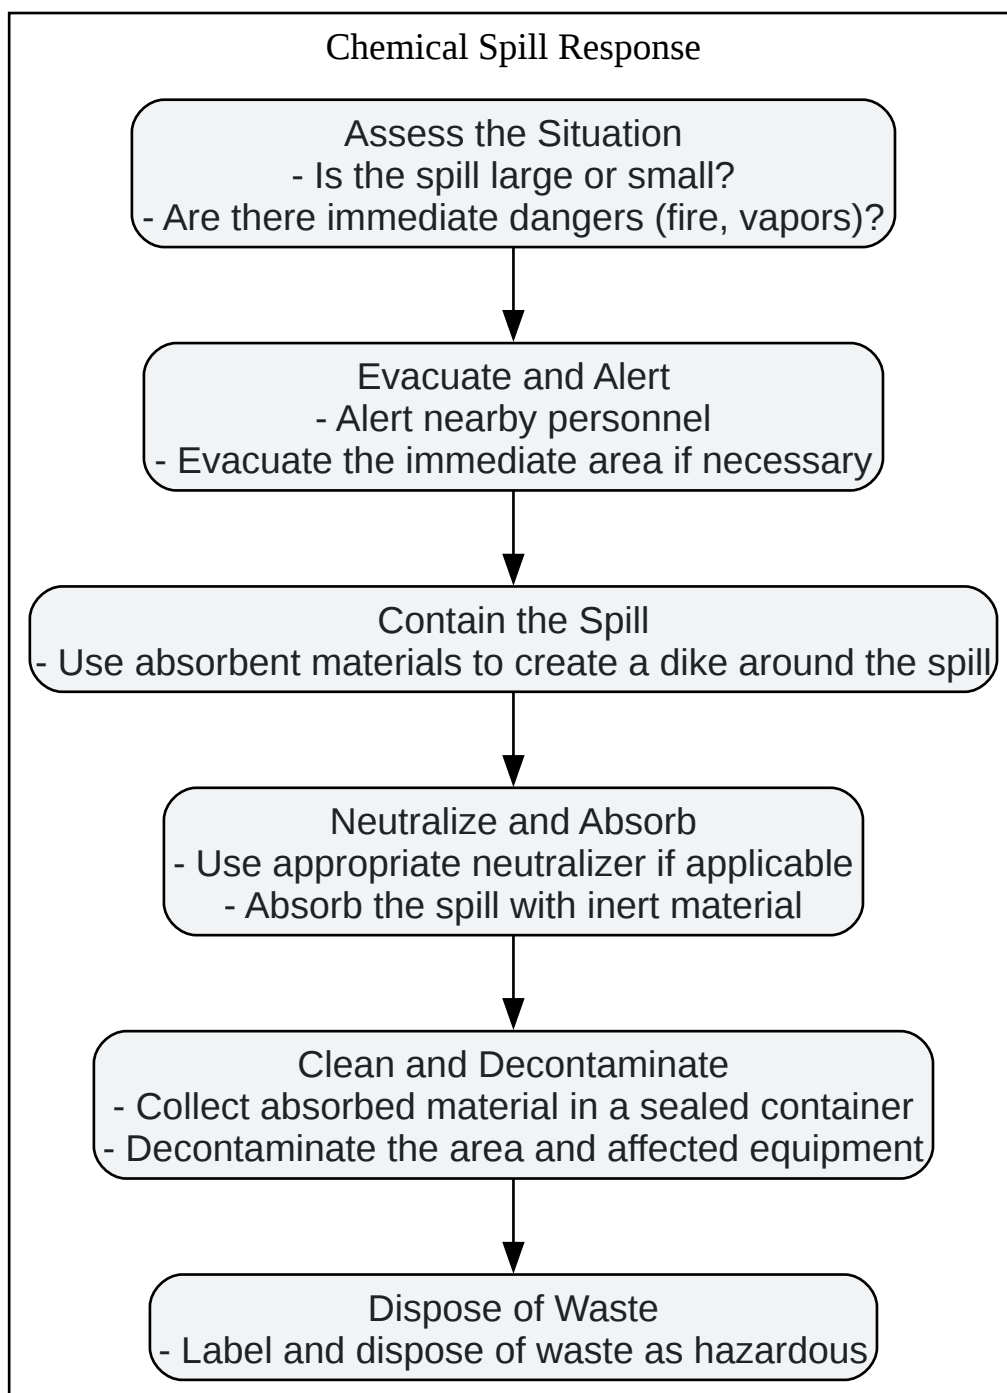 Chemical Spill Response
Assess the Situation
- Is the spill large or small?
- Are there immediate dangers (fire, vapors)?
Evacuate and Alert
- Alert nearby personnel
- Evacuate the immediate area if necessary
Contain the Spill
- Use absorbent materials to create a dike around the spill
Neutralize and Absorb
- Use appropriate neutralizer if applicable
- Absorb the spill with inert material
Clean and Decontaminate
- Collect absorbed material in a sealed container
- Decontaminate the area and affected equipment
Dispose of Waste
- Label and dispose of waste as hazardous